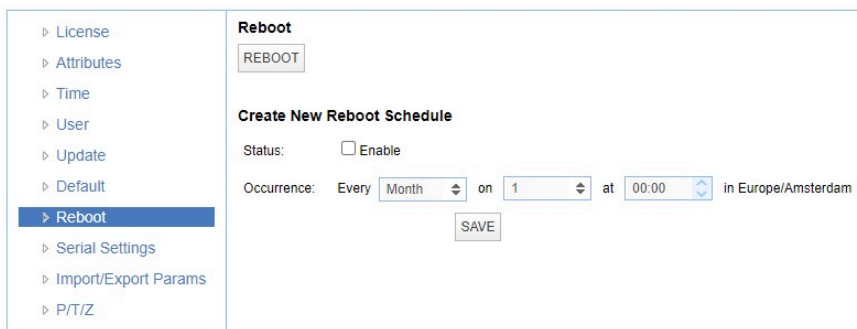 License
Attributes
Time
User
Update
Default
Reboot
Serial Settings
Import/Export Params
P/T/Z
Reboot
REBOOT
Create New Reboot Schedule
Status: Enable
Occurrence: Every Month on 1 at 00:00 in Europe/Amsterdam
SAVE